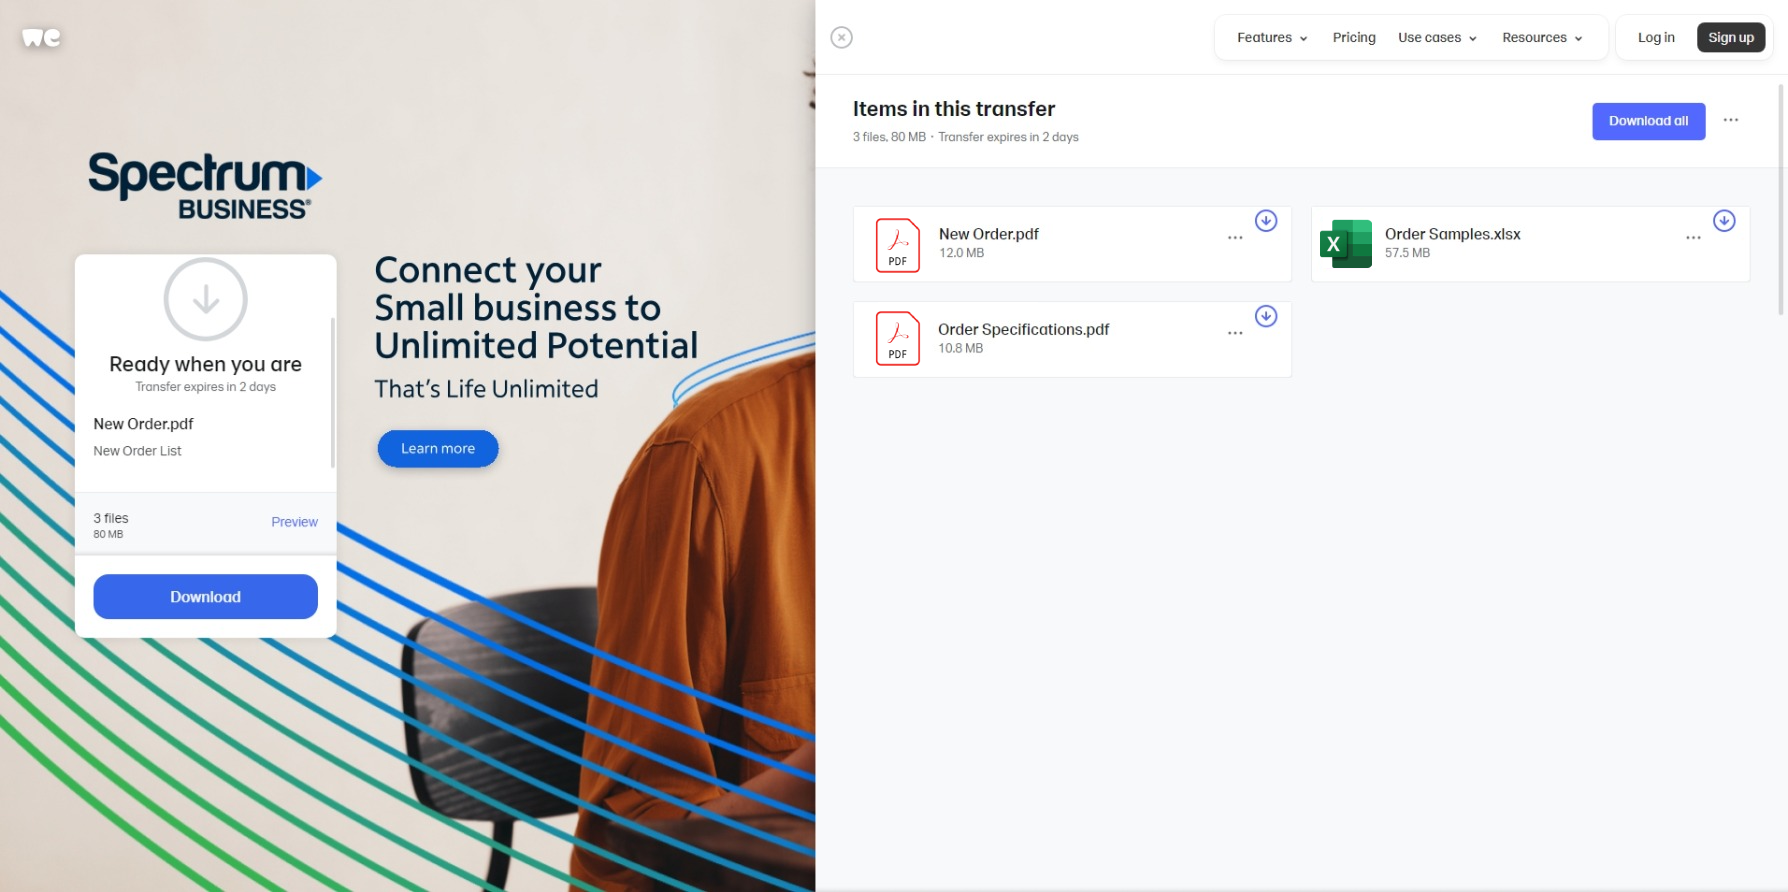 we
Spectrum
BUSINESS®
Ready when you are
Transfer expires in 2 days
New Order.pdf
New Order List
3 files
80 MB
Preview
Download
Connect your
Small business to
Unlimited Potential
That's Life Unlimited
Learn more
Features
Pricing
Use cases
Resources
Log in
Sign up
Items in this transfer
3 files, 80 MB · Transfer expires in 2 days
Download all
PDF
New Order.pdf
12.0 MB
X
Order Samples.xlsx
57.5 MB
PDF
Order Specifications.pdf
10.8 MB